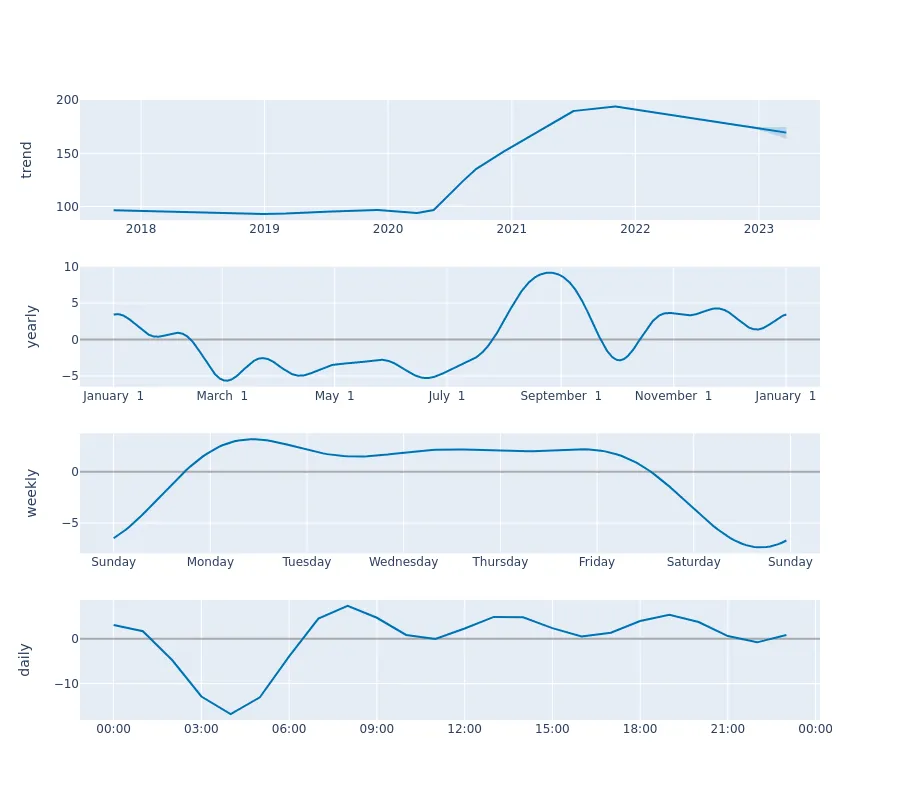 200
150
100
trend
2018 2019 2020 2021 2022 2023
10
5
0
−5
yearly
January 1 March 1 May 1 July 1 September 1 November 1 January 1
0
−5
weekly
Sunday Monday Tuesday Wednesday Thursday Friday Saturday Sunday
0
−10
daily
00:00 03:00 06:00 09:00 12:00 15:00 18:00 21:00 00:00